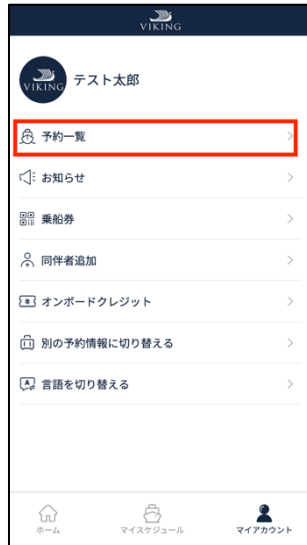 VIKING
VIKING
テスト太郎
予約一覧
お知らせ
乗船券
同伴者追加
オンボードクレジット
別の予約情報に切り替える
言語を切り替える
ホーム
マイスケジュール
マイアカウント